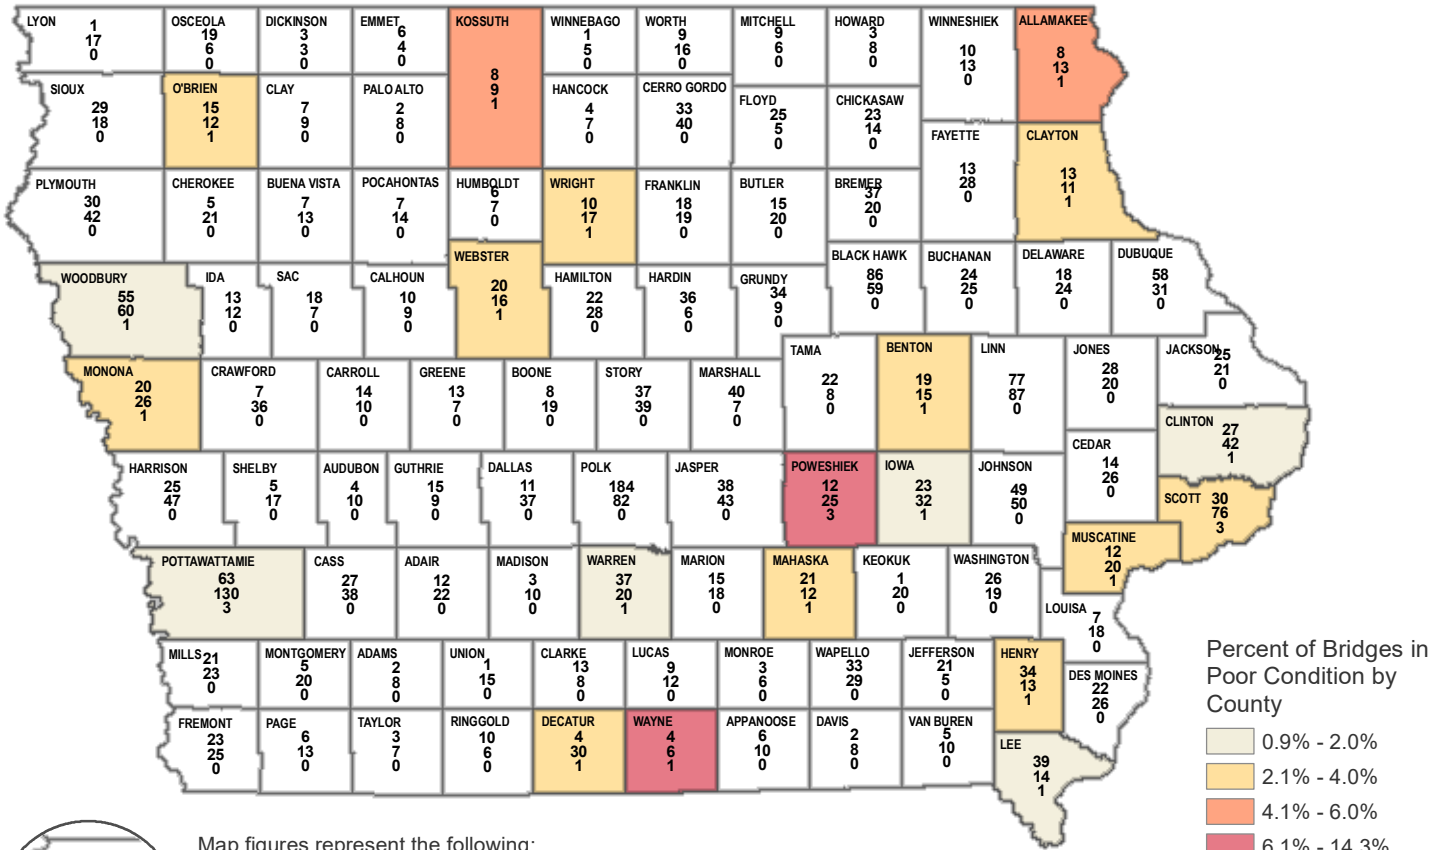 LYON
1
17
0
OSCEOLA
19
6
0
DICKINSON
3
3
0
EMMET
6
4
0
KOSSUTH
8
9
1
WINNEBAGO
1
5
0
WORTH
9
16
0
MITCHELL
9
6
0
HOWARD
3
8
0
WINNESHIEK
10
13
0
ALLAMAKEE
8
13
1
SIOUX
29
18
0
O'BRIEN
15
12
1
CLAY
7
9
0
PALO ALTO
2
8
0
HANCOCK
4
7
0
CERRO GORDO
33
40
0
FLOYD
25
5
0
CHICKASAW
23
14
0
FAYETTE
13
28
0
CLAYTON
13
11
1
PLYMOUTH
30
42
0
CHEROKEE
5
21
0
BUENA VISTA
7
13
0
POCAHONTAS
7
14
0
HUMBOLDT
6
7
0
WRIGHT
10
17
1
FRANKLIN
18
19
0
BUTLER
15
20
0
BREMER
37
20
0
WEBSTER
20
16
1
BLACK HAWK
86
59
0
BUCHANAN
24
25
0
DELAWARE
18
24
0
DUBUQUE
58
31
0
WOODBURY
55
60
1
IDA
13
12
0
SAC
18
7
0
CALHOUN
10
9
0
HAMILTON
22
28
0
HARDIN
36
6
0
GRUNDY
34
9
0
TAMA
22
8
0
BENTON
19
15
1
LINN
77
87
0
JONES
28
20
0
JACKSON
25
21
0
MONONA
20
26
1
CRAWFORD
7
36
0
CARROLL
14
10
0
GREENE
13
7
0
BOONE
8
19
0
STORY
37
39
0
MARSHALL
40
7
0
CLINTON
27
42
1
CEDAR
14
26
0
HARRISON
25
47
0
SHELBY
5
17
0
AUDUBON
4
10
0
GUTHRIE
15
9
0
DALLAS
11
37
0
POLK
184
82
0
JASPER
38
43
0
POWESHIEK
12
25
3
IOWA
23
32
1
JOHNSON
49
50
0
SCOTT
30
76
3
MUSCATINE
12
20
1
POTTAWATTAMIE
63
130
3
CASS
27
38
0
ADAIR
12
22
0
MADISON
3
10
0
WARREN
37
20
1
MARION
15
18
0
MAHASKA
21
12
1
KEOKUK
1
20
0
WASHINGTON
26
19
0
LOUISA
7
18
0
MILLS
21
23
0
MONTGOMERY
5
20
0
ADAMS
2
8
0
UNION
1
15
0
CLARKE
13
8
0
LUCAS
9
12
0
MONROE
3
6
0
WAPELLO
33
29
0
JEFFERSON
21
5
0
HENRY
34
13
1
DES MOINES
22
26
0
FREMONT
23
25
0
PAGE
6
13
0
TAYLOR
3
7
0
RINGGOLD
10
6
0
DECATUR
4
30
1
WAYNE
4
6
1
APPANOOSE
6
10
0
DAVIS
2
8
0
VAN BUREN
5
10
0
LEE
39
14
1
Percent of Bridges in
Poor Condition by
County
0.9% - 2.0%
2.1% - 4.0%
4.1% - 6.0%
6.1% - 14.3%
Map figures represent the following: